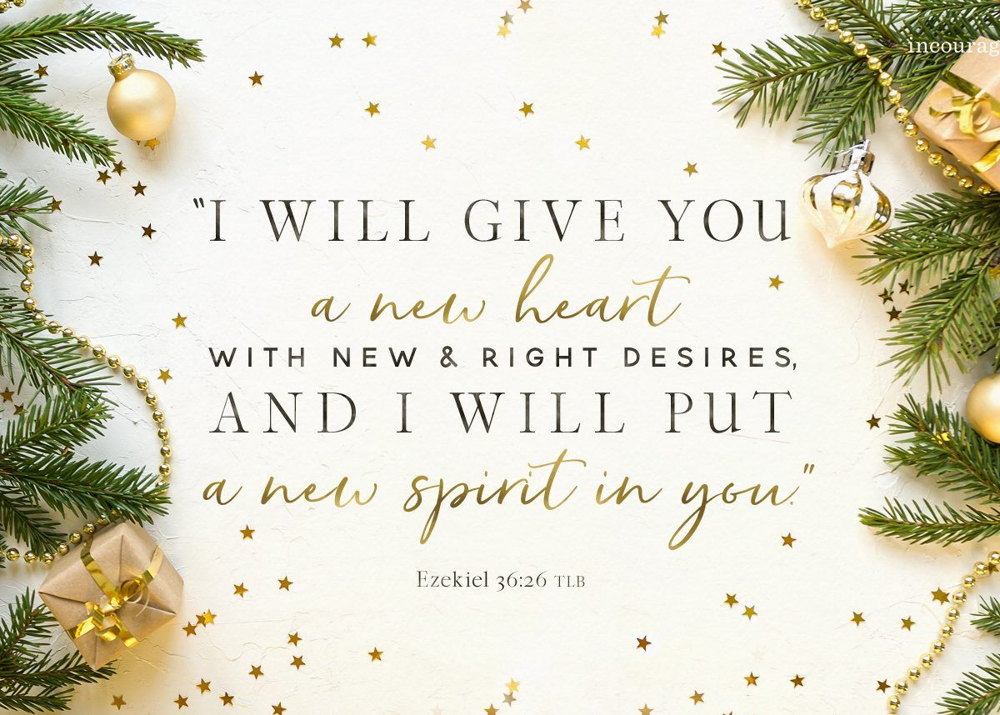 incourag
"I WILL GIVE YOU
a new heart
WITH NEW & RIGHT DESIRES,
AND I WILL PUT
a new spirit in you."
Ezekiel 36:26 TLB